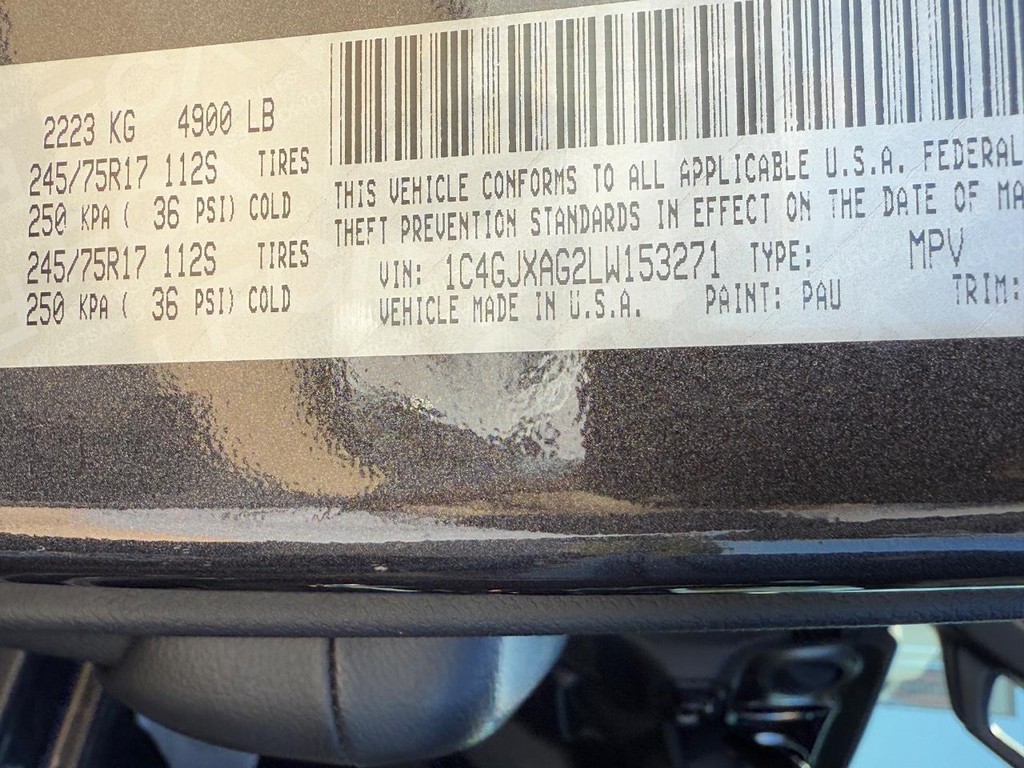 2223 KG 4900 LB
245/75R17 112S TIRES
250 KPA ( 36 PSI) COLD
245/75R17 112S TIRES
250 KPA ( 36 PSI) COLD
THIS VEHICLE CONFORMS TO ALL APPLICABLE U.S.A. FEDERAL
THEFT PREVENTION STANDARDS IN EFFECT ON THE DATE OF MA
VIN: 1C4GJXAG2LW153271 TYPE: MPV
VEHICLE MADE IN U.S.A. PAINT: PAU TRIM: